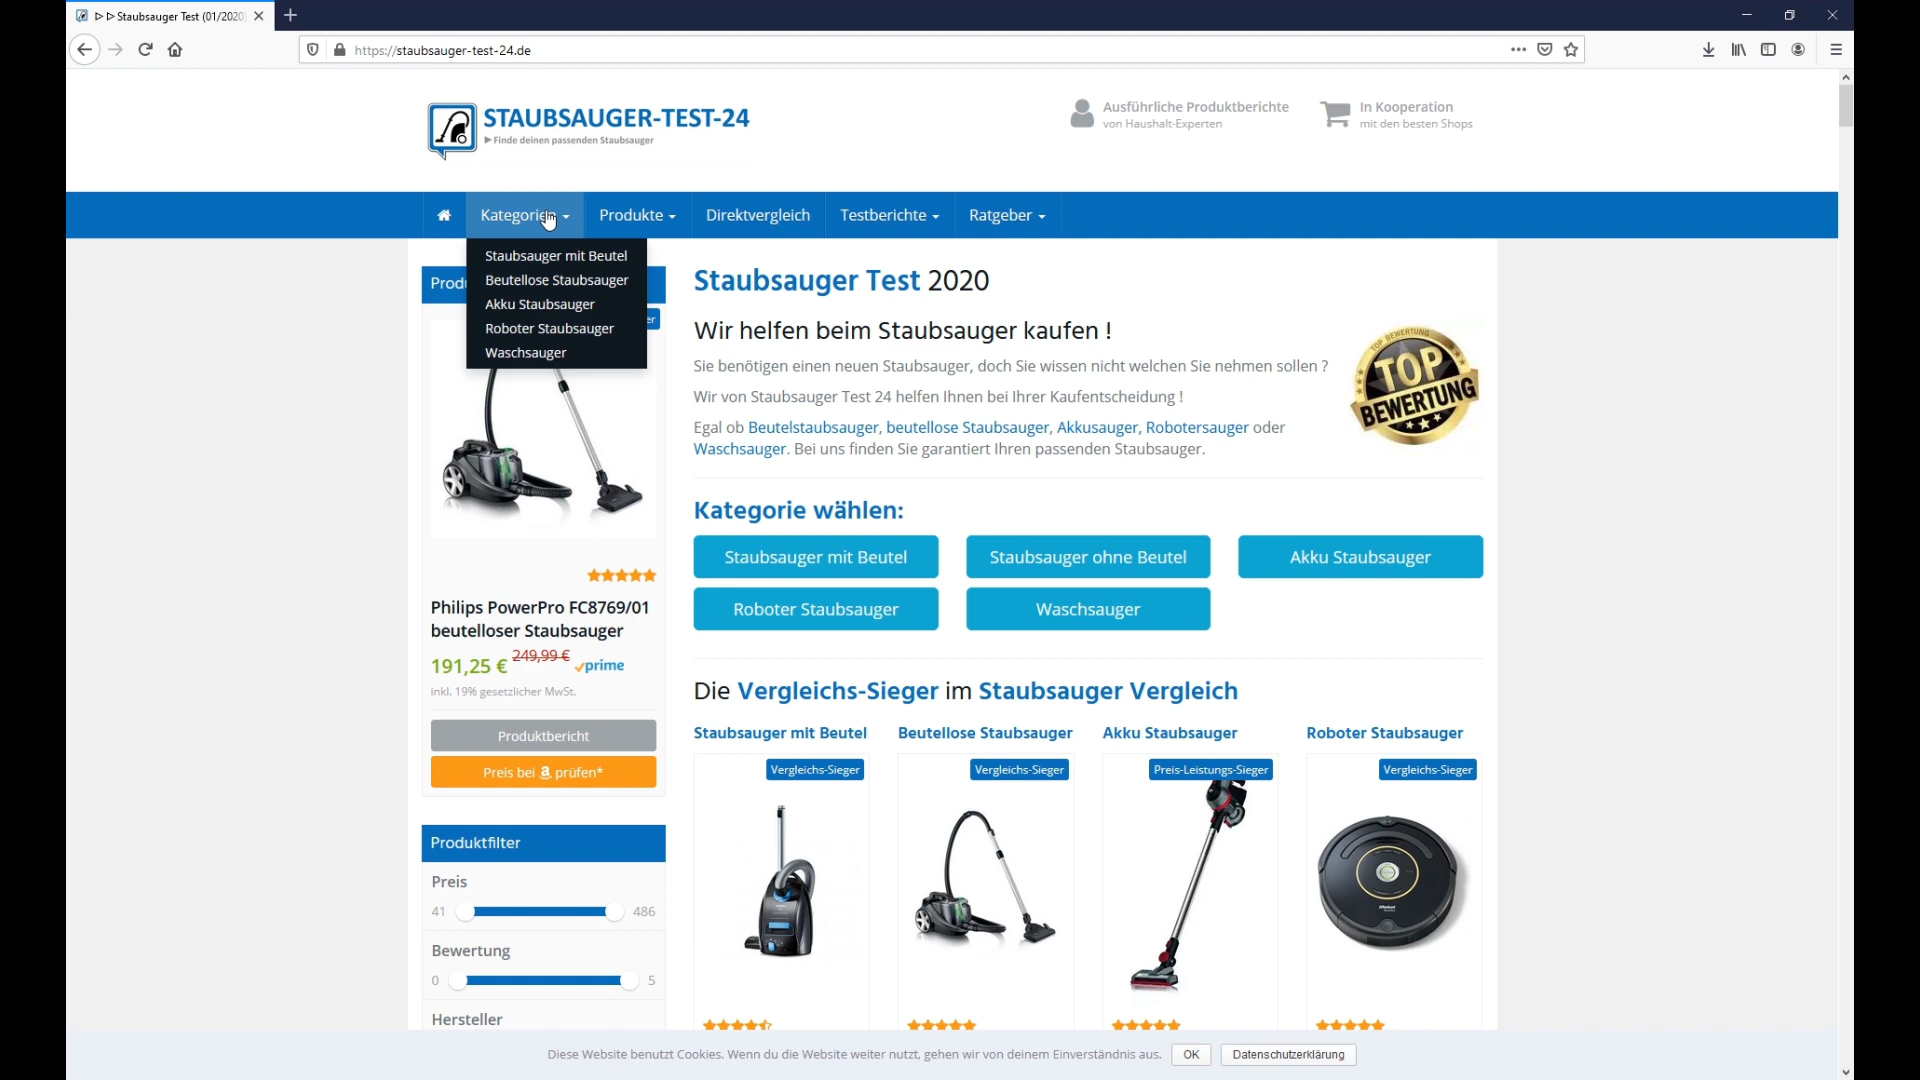 ▷ ▷ Staubsauger Test (01/2020)
https://staubsauger-test-24.de
STAUBSAUGER-TEST-24
Finde deinen passenden Staubsauger
Ausführliche Produktberichte
von Haushalt-Experten
In Kooperation
mit den besten Shops
Kategorien
Produkte
Direktvergleich
Testberichte
Ratgeber
Staubsauger mit Beutel
Beutellose Staubsauger
Akku Staubsauger
Roboter Staubsauger
Waschsauger
Philips PowerPro FC8769/01
beutelloser Staubsauger
191,25 € 249,99 € prime
inkl. 19% gesetzlicher MwSt.
Produktbericht
Preis bei a prüfen*
Produktfilter
Preis
41 486
Bewertung
0 5
Hersteller
Staubsauger Test 2020
Wir helfen beim Staubsauger kaufen !
Sie benötigen einen neuen Staubsauger, doch Sie wissen nicht welchen Sie nehmen sollen ?
Wir von Staubsauger Test 24 helfen Ihnen bei Ihrer Kaufentscheidung !
Egal ob Beutelstaubsauger, beutellose Staubsauger, Akkusauger, Robotersauger oder
Waschsauger. Bei uns finden Sie garantiert Ihren passenden Staubsauger.
TOP BEWERTUNG
TOP
BEWERTUNG
Kategorie wählen:
Staubsauger mit Beutel
Staubsauger ohne Beutel
Akku Staubsauger
Roboter Staubsauger
Waschsauger
Die Vergleichs-Sieger im Staubsauger Vergleich
Staubsauger mit Beutel
Beutellose Staubsauger
Akku Staubsauger
Roboter Staubsauger
Vergleichs-Sieger
Vergleichs-Sieger
Preis-Leistungs-Sieger
Vergleichs-Sieger
Diese Website benutzt Cookies. Wenn du die Website weiter nutzt, gehen wir von deinem Einverständnis aus.
OK
Datenschutzerklärung